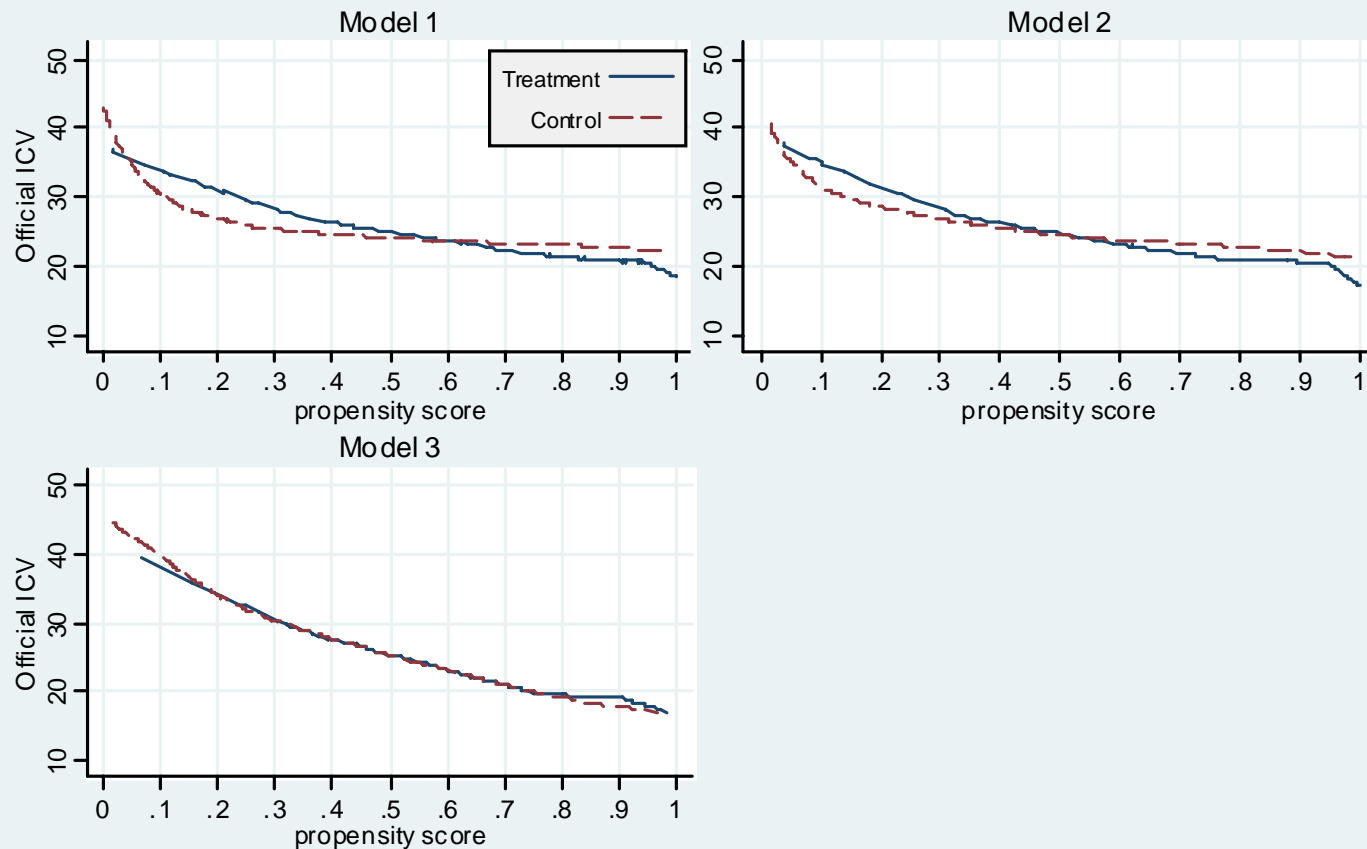 Model 1
Official ICV
50
40
30
20
10
Treatment
Control
0 .1 .2 .3 .4 .5 .6 .7 .8 .9 1
propensity score
Model 2
50
40
30
20
10
0 .1 .2 .3 .4 .5 .6 .7 .8 .9 1
propensity score
Model 3
Official ICV
50
40
30
20
10
0 .1 .2 .3 .4 .5 .6 .7 .8 .9 1
propensity score